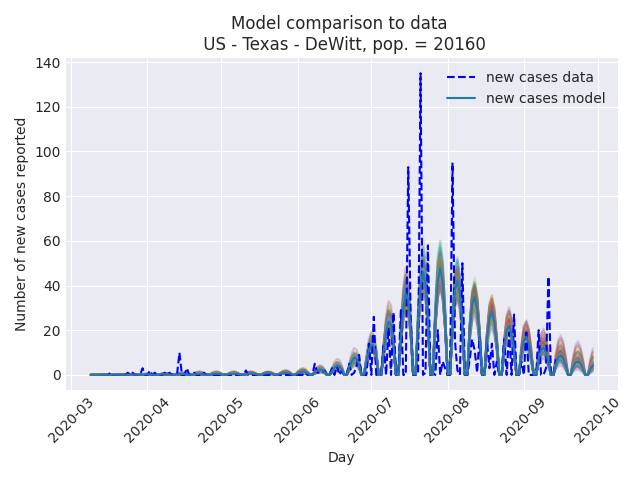 Model comparison to data
US - Texas - DeWitt, pop. = 20160
new cases data
new cases model
Number of new cases reported
140
120
100
80
60
40
20
0
2020-03
2020-04
2020-05
2020-06
2020-07
2020-08
2020-09
2020-10
Day